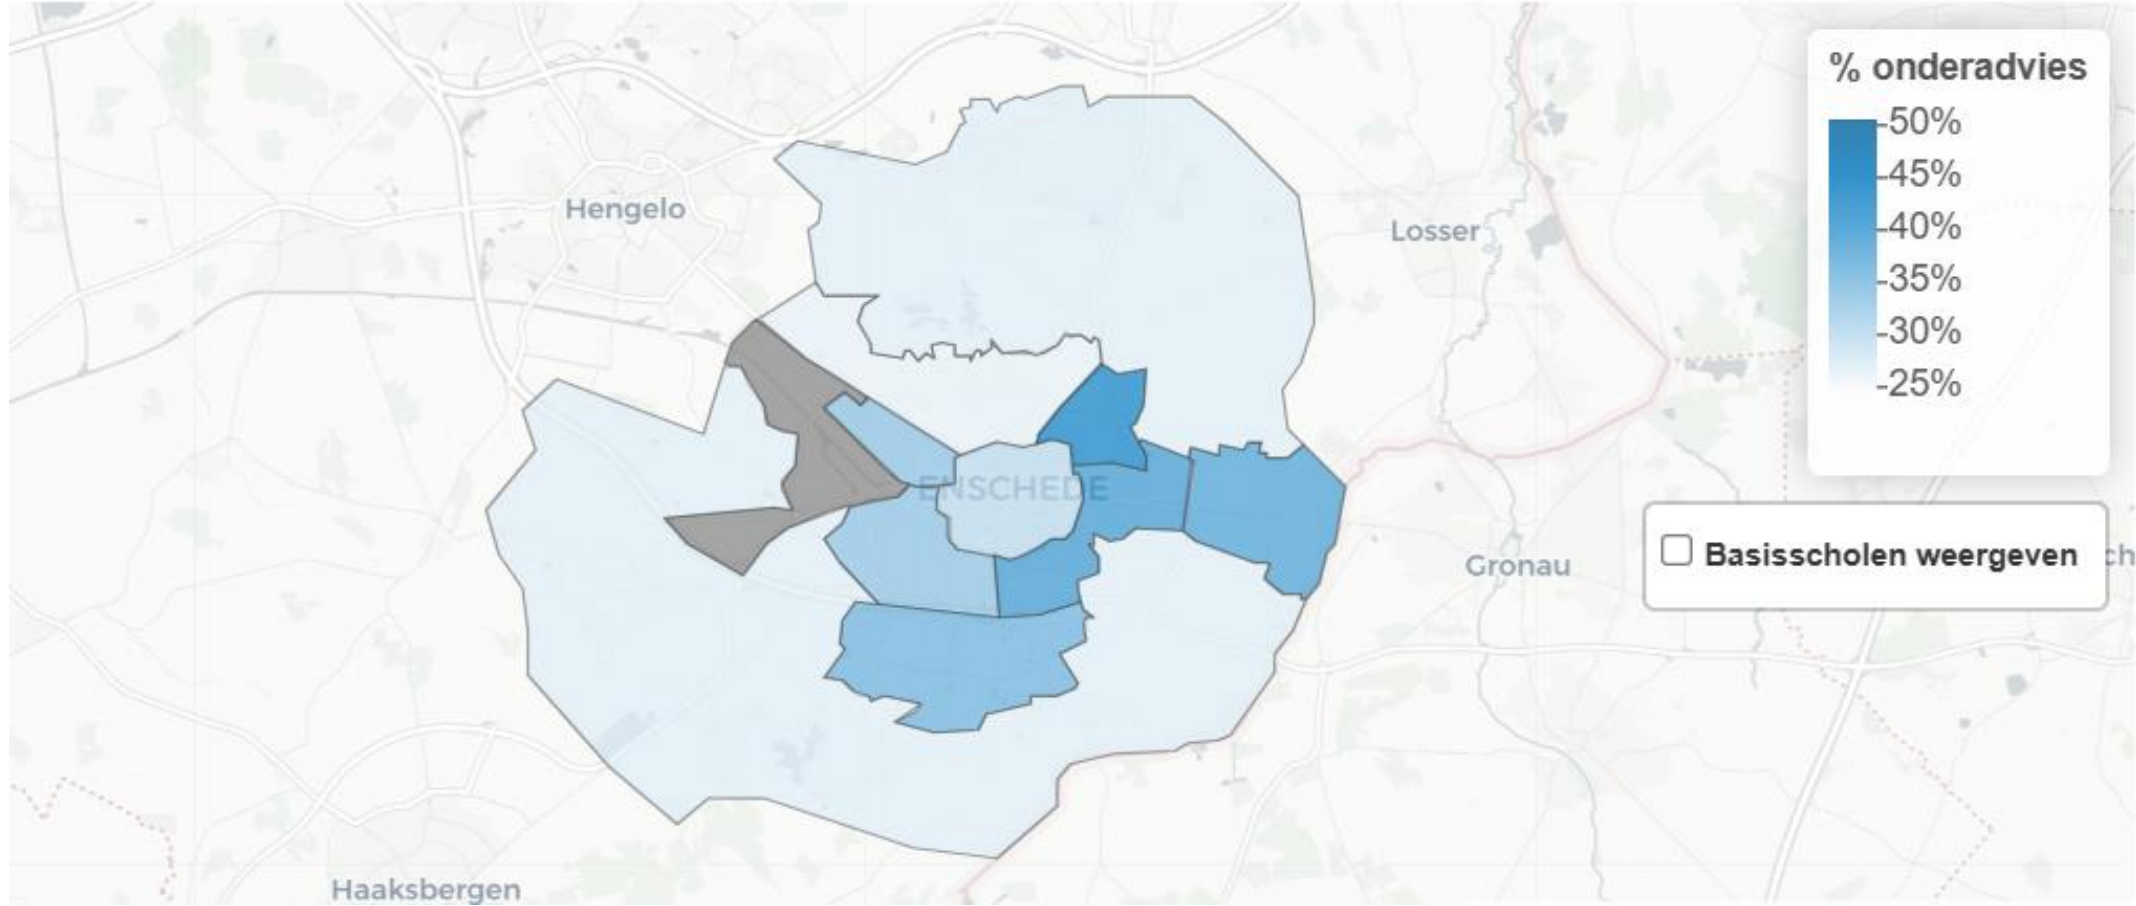 % onderadvies
50%
45%
40%
35%
30%
25%
Basisscholen weergeven
Hengelo
Losser
ENSCHEDE
Gronau
Haaksbergen